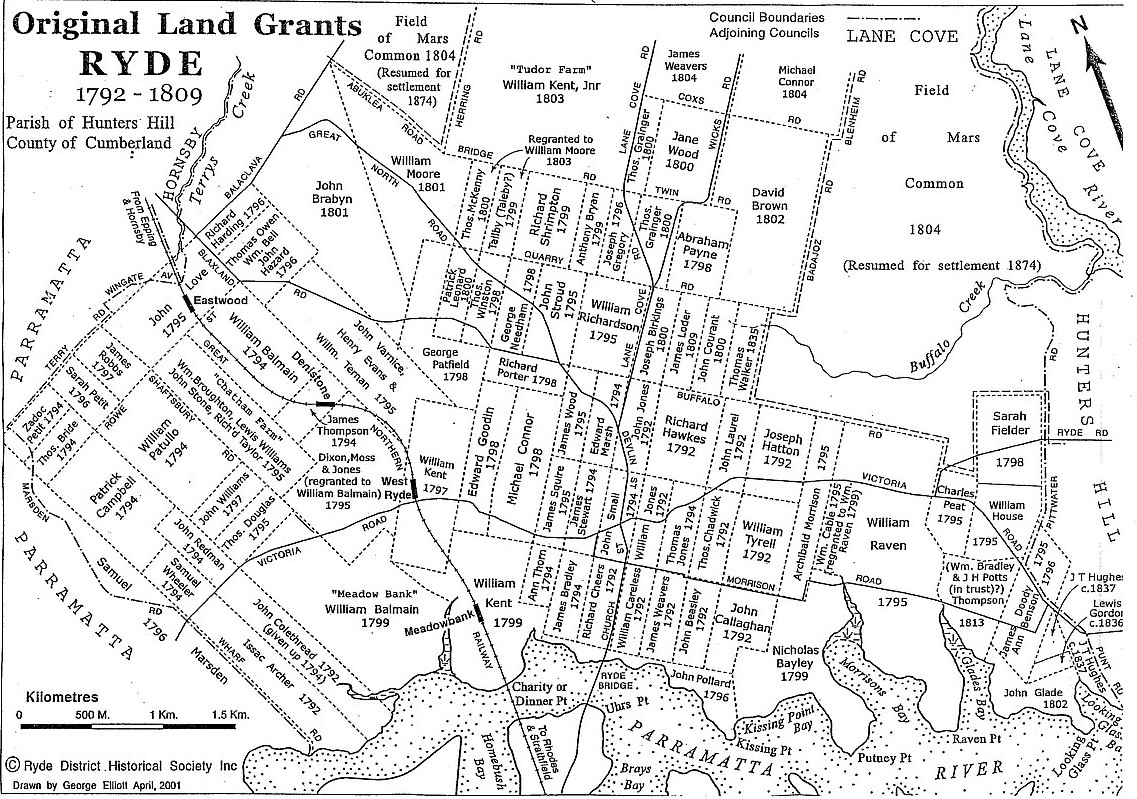 Original Land Grants
RYDE
1792 - 1809
Parish of Hunters Hill
County of Cumberland
Field
of Mars
Common 1804
(Resumed for
settlement
1874)
RD
HERRING
ABUKLEA
ROAD
"Tudor Farm"
William Kent, Jnr
1803
Council Boundaries
Adjoining Councils
LANE COVE
N
James
Weavers
1804
Michael
Connor
1804
RD
LANE COVE
RD
COXS
RD
WICKS
RD
BLENHEIM
Field
of Mars
Common
1804
(Resumed for settlement 1874)
Lane
Cove
LANE COVE River
HORNSBY
Terrys
Creek
BALACLAVA
RD
GREAT
NORTH
ROAD
BRIDGE
RD
Regranted to
William Moore
1803
William
Moore
1801
John
Brabyn
1801
Thos. McKenny
1800
Tailby (Taleby?)
1799
Richard
Shrimpton
1799
Anthony Bryan
1799
Joseph 1796
Gregory
RD
Thos. Grainger
1800
Jane
Wood
1800
TWIN
RD
Thos.
Grainger
1800
Abraham
Payne
1798
David
Brown
1802
RD
BADAJOZ
From Epping
& Hornsby
Richard
Harding 1796
Thomas Owen
Wm. Bell
John
Hazard
1796
BLAXLAND
RD
QUARRY
RD
Patrick
Leonard
1800
Thos.
Winston
1798
George
Needham
1798
John
Stroud
1795
William
Richardson
1795
LANE COVE
Joseph Birkings
1800
James Loder
1809
John Courant
1800
Thomas
Walker 1835
Buffalo
Creek
PARRAMATTA
WINGATE
AV
RD
TERRY
John
Love
1795
Eastwood
ST
GREAT
James
Robbs
1797
Sarah Petit
1796
Zadoc
Petit 1794
Thos. Bride
1794
ROWE
SHAFTSBURY
RD
William Balmain
1794
Denistone
"Chatham Farm"
Wm. Broughton, Lewis Williams
John Stone, Rich'd Taylor 1795
John Varnice,
Henry Evans &
Willm. Ternan
1795
George
Patfield
1798
Richard
Porter 1798
James
Thompson
1794
NORTHERN
William
Patullo
1794
Patrick
Campbell
1794
Dixon,Moss
& Jones
(regranted to
William Balmain)
1795
West
Ryde
William
Kent
1797
Edward Goodin
1798
Michael Connor
1798
James Wood
1795
Edward
Marsh
1794
DEVLIN
ST
John Jones
1792
BUFFALO
RD
Richard
Hawkes
1792
John Laurel
1792
Joseph
Hatton
1792
1795
Sarah
Fielder
1798
RYDE RD
HUNTERS
HILL
RD
PITTWATER
MARSDEN
RD
John Williams
1797
Thos. Douglas
1795
John Redman
1794
Samuel
Wheeler
1794
VICTORIA
ROAD
James Squire
1795
James
Stewart 1794
John Small
1794
William Jones
1792
Thomas
Jones 1794
Thos. Chadwick
1792
William
Tyrell
1792
Archibald Morrison
Wm. Cable 1795
(regranted to Wm.
Raven 1799)
VICTORIA
ROAD
William
Raven
1795
Charles
Peat
1795
William
House
1795
(Wm. Bradley
& J H Potts
(in trust)?)
Thompson
1813
1795
James Doody
1796
Ann Benson
J T Hughes
c.1837
Lewis
Gordon
c.1836
J T Hughes
c.1837
PUNT
RD
PARRAMATTA
Samuel
Marsden
1796
WHARF
RD
John Colethread
(given up 1794)
1792
Issac Archer
1792
"Meadow Bank"
William Balmain
1799
Meadowbank
William
Kent
1799
RAILWAY
Ann Thorn
1794
James Bradley
1794
Richard Cheers
1792
CHURCH
ST
William Careless
1792
James Weavers
1792
John Beasley
1792
MORRISON
ROAD
John
Callaghan
1792
Nicholas
Bayley
1799
John Pollard
1796
RYDE
BRIDGE
Charity or
Dinner Pt
Uhrs Pt
To Rhodes
& Strathfield
Homebush
Bay
Brays
Bay
Kissing Point
Bay
Kissing Pt
Morrisons
Bay
Putney Pt
Glades
Bay
Raven Pt
John Glade
1802
Looking
Glass
Ba.
Looking
Glass Pt
PARRAMATTA
RIVER
Kilometres
0 500 M. 1 Km. 1.5 Km.
© Ryde District Historical Society Inc
Drawn by George Elliott April, 2001